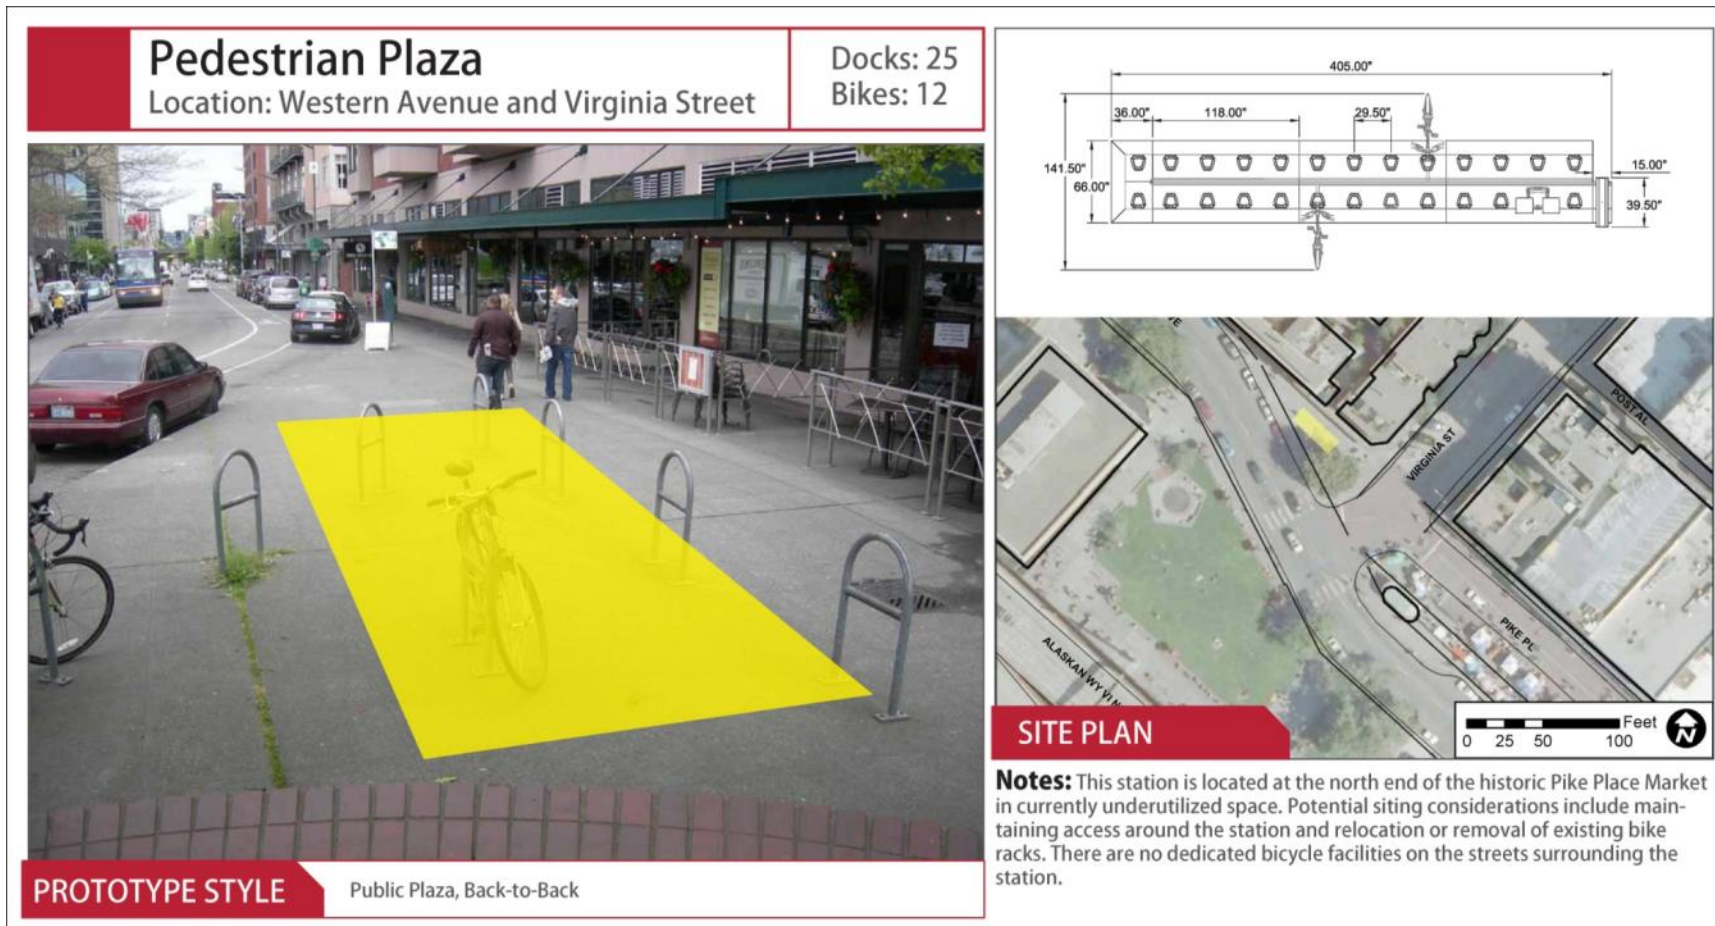 Pedestrian Plaza
Location: Western Avenue and Virginia Street
Docks: 25
Bikes: 12
405.00"
36.00"
118.00"
29.50"
141.50"
66.00"
15.00"
39.50"
VE
POSTAL
VIRGINIA ST
PIKE PL
ALASKAN WY VI N
SITE PLAN
Feet
0 25 50 100
N
Notes: This station is located at the north end of the historic Pike Place Market
in currently underutilized space. Potential siting considerations include main-
taining access around the station and relocation or removal of existing bike
racks. There are no dedicated bicycle facilities on the streets surrounding the
station.
PROTOTYPE STYLE
Public Plaza, Back-to-Back